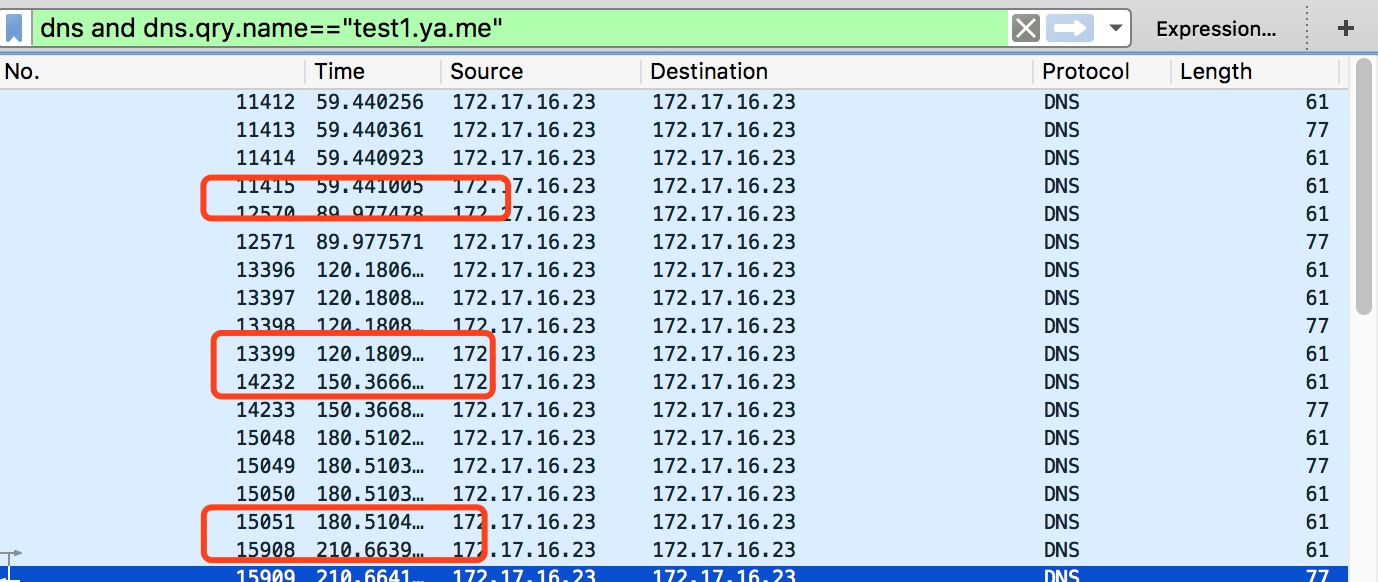 dns and dns.qry.name=="test1.ya.me" Expression... +
No. Time Source Destination Protocol Length
11412 59.440256 172.17.16.23 172.17.16.23 DNS 61
11413 59.440361 172.17.16.23 172.17.16.23 DNS 77
11414 59.440923 172.17.16.23 172.17.16.23 DNS 61
11415 59.441005 172.17.16.23 172.17.16.23 DNS 61
12570 89.977478 172.17.16.23 172.17.16.23 DNS 61
12571 89.977571 172.17.16.23 172.17.16.23 DNS 77
13396 120.1806… 172.17.16.23 172.17.16.23 DNS 61
13397 120.1808… 172.17.16.23 172.17.16.23 DNS 61
13398 120.1808… 172.17.16.23 172.17.16.23 DNS 77
13399 120.1809… 172.17.16.23 172.17.16.23 DNS 61
14232 150.3666… 172.17.16.23 172.17.16.23 DNS 61
14233 150.3668… 172.17.16.23 172.17.16.23 DNS 77
15048 180.5102… 172.17.16.23 172.17.16.23 DNS 61
15049 180.5103… 172.17.16.23 172.17.16.23 DNS 77
15050 180.5103… 172.17.16.23 172.17.16.23 DNS 61
15051 180.5104… 172.17.16.23 172.17.16.23 DNS 61
15908 210.6639… 172.17.16.23 172.17.16.23 DNS 61
15909 210.6641… 172.17.16.23 172.17.16.23 DNS 77